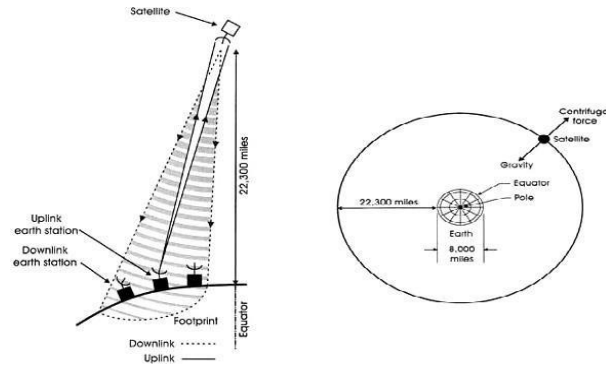 Satellite
22,300 miles
Uplink
earth station
Downlink
earth station
Footprint
Equator
Downlink
Uplink
Centrifugal
force
Satellite
Gravity
22,300 miles
Equator
Pole
Earth
8,000
miles